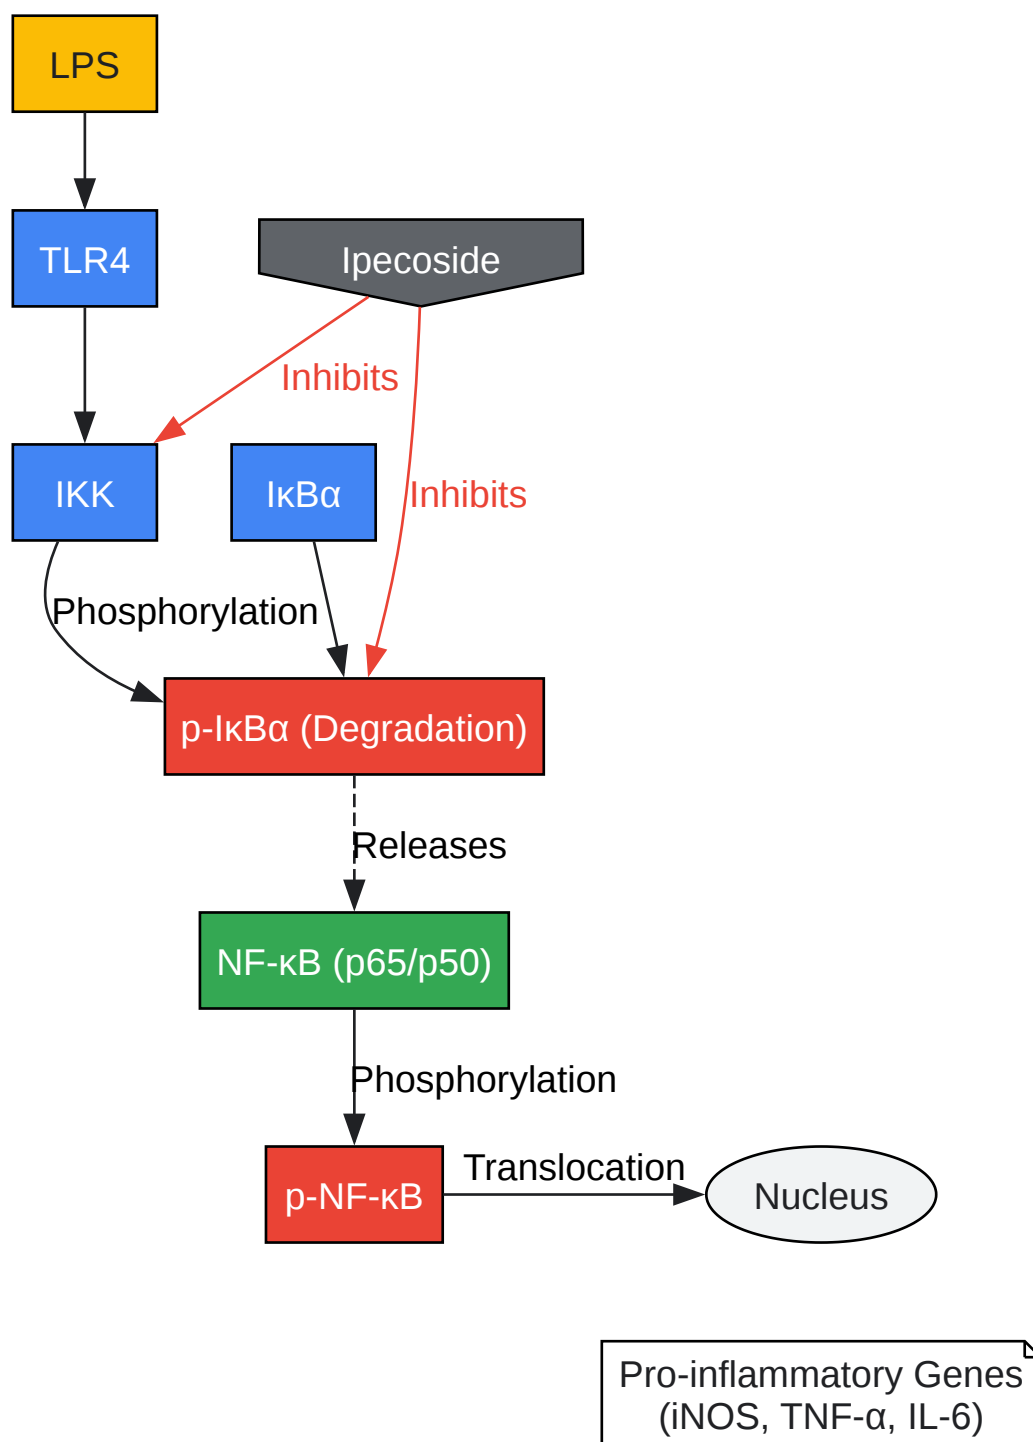 LPS
TLR4
Ipecoside
Inhibits
IKK
IκBα
Inhibits
Phosphorylation
p-IκBα (Degradation)
Releases
NF-κB (p65/p50)
Phosphorylation
p-NF-κB
Translocation
Nucleus
Pro-inflammatory Genes
(iNOS, TNF-α, IL-6)